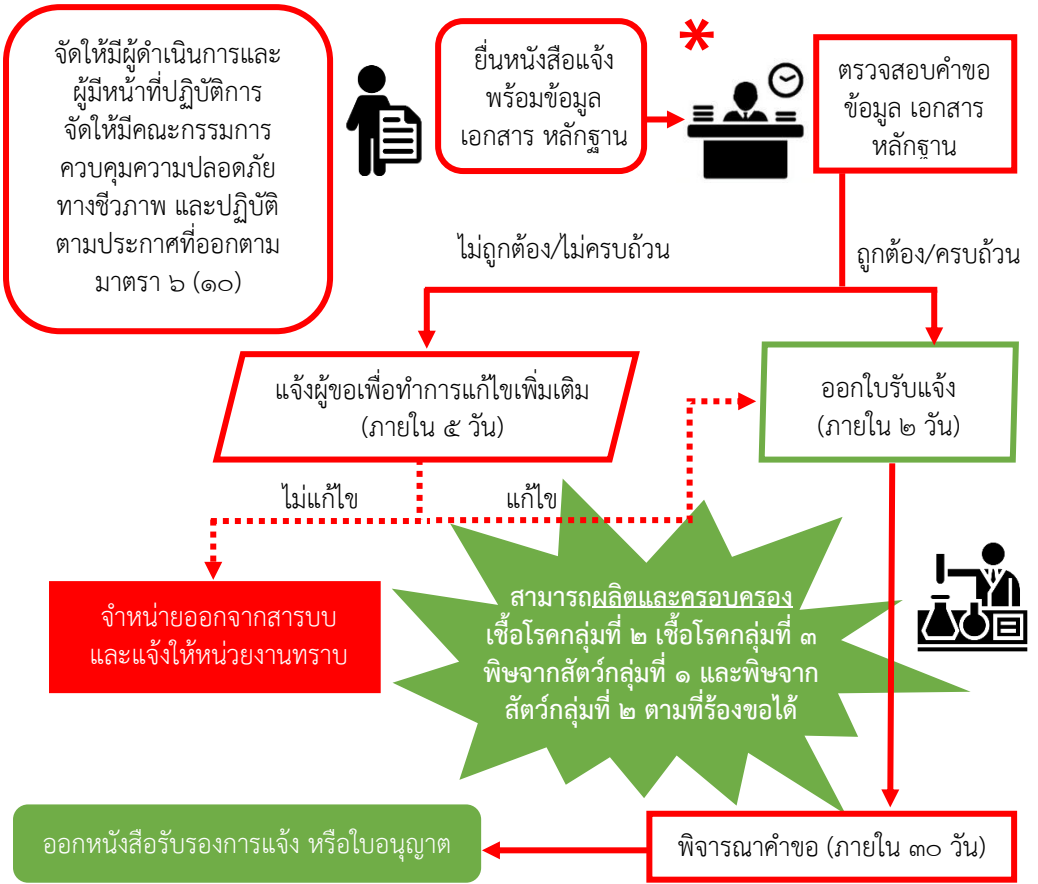 จัดให้มีผู้ดำเนินการและ
ผู้มีหน้าที่ปฏิบัติการ
จัดให้มีคณะกรรมการ
ควบคุมความปลอดภัย
ทางชีวภาพ และปฏิบัติ
ตามประกาศที่ออกตาม
มาตรา ๖ (๑๐)
ยื่นหนังสือแจ้ง
พร้อมข้อมูล
เอกสาร หลักฐาน
*
ตรวจสอบคำขอ
ข้อมูล เอกสาร
หลักฐาน
ไม่ถูกต้อง/ไม่ครบถ้วน
ถูกต้อง/ครบถ้วน
แจ้งผู้ขอเพื่อทำการแก้ไขเพิ่มเติม
(ภายใน ๕ วัน)
ออกใบรับแจ้ง
(ภายใน ๒ วัน)
ไม่แก้ไข
แก้ไข
จำหน่ายออกจากสารบบ
และแจ้งให้หน่วยงานทราบ
สามารถผลิตและครอบครอง
เชื้อโรคกลุ่มที่ ๒ เชื้อโรคกลุ่มที่ ๓
พิษจากสัตว์กลุ่มที่ ๑ และพิษจาก
สัตว์กลุ่มที่ ๒ ตามที่ร้องขอได้
พิจารณาคำขอ (ภายใน ๓๐ วัน)
ออกหนังสือรับรองการแจ้ง หรือใบอนุญาต